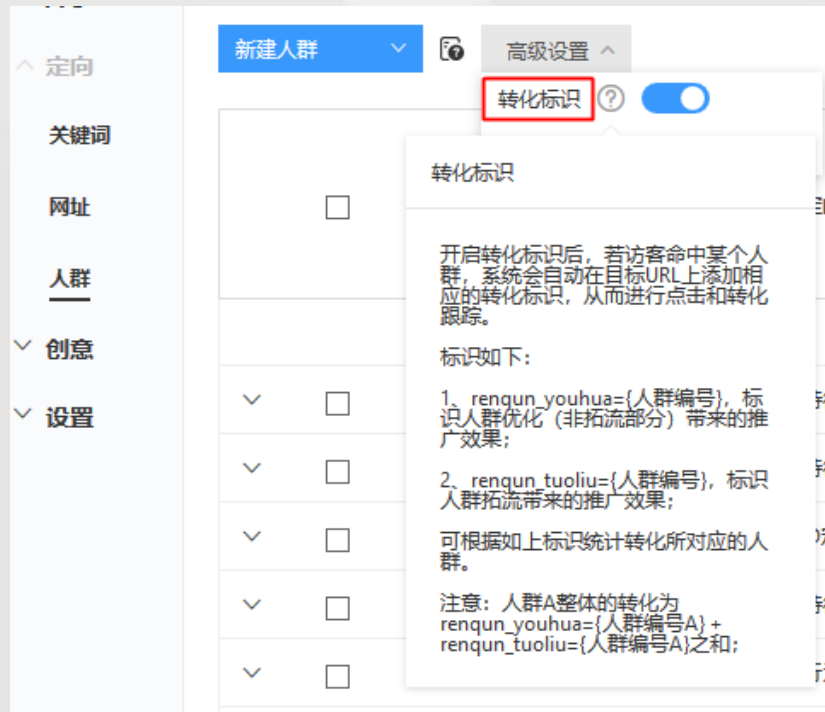 定向
关键词
网址
人群
创意
设置
新建人群
高级设置
转化标识
转化标识
开启转化标识后，若访客命中某个人
群，系统会自动在目标URL上添加相
应的转化标识，从而进行点击和转化
跟踪。
标识如下：
1、renqun_youhua={人群编号}，标
识人群优化（非拓流部分）带来的推
广效果；
2、renqun_tuoliu={人群编号}，标识
人群拓流带来的推广效果；
可根据如上标识统计转化所对应的人
群。
注意：人群A整体的转化为
renqun_youhua={人群编号A} +
renqun_tuoliu={人群编号A}之和；